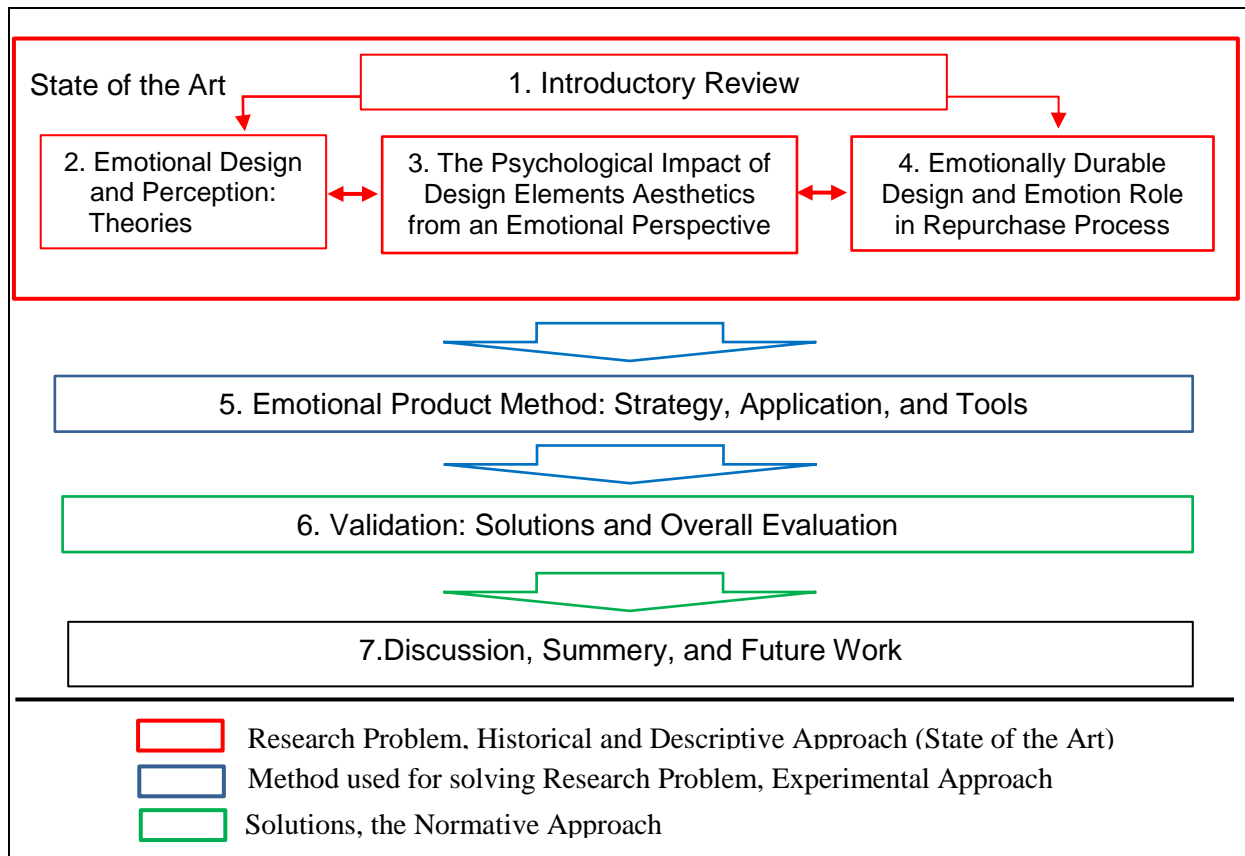 State of the Art
1. Introductory Review
2. Emotional Design
and Perception:
Theories
3. The Psychological Impact of
Design Elements Aesthetics
from an Emotional Perspective
4. Emotionally Durable
Design and Emotion Role
in Repurchase Process
5. Emotional Product Method: Strategy, Application, and Tools
6. Validation: Solutions and Overall Evaluation
7.Discussion, Summery, and Future Work
Research Problem, Historical and Descriptive Approach (State of the Art)
Method used for solving Research Problem, Experimental Approach
Solutions, the Normative Approach